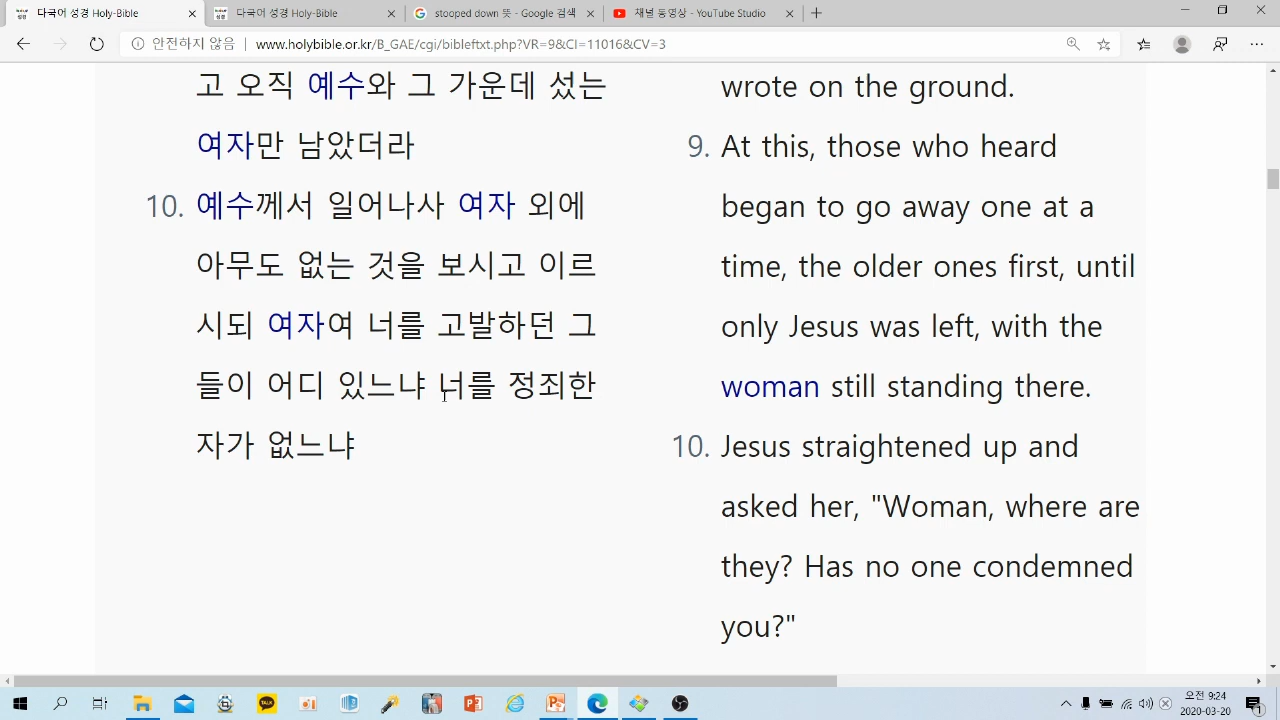 다국어 성경 Holy-Bible
다국어 성경 Holy-Bible
stooped down 뜻 - Google 검색
채널 동영상 - YouTube Studio
안전하지 않음
www.holybible.or.kr/B_GAE/cgi/bibleftxt.php?VR=9&CI=11016&CV=3
고 오직 예수와 그 가운데 섰는
여자만 남았더라
10. 예수께서 일어나사 여자 외에
아무도 없는 것을 보시고 이르
시되 여자여 너를 고발하던 그
들이 어디 있느냐 너를 정죄한
자가 없느냐
wrote on the ground.
9. At this, those who heard
began to go away one at a
time, the older ones first, until
only Jesus was left, with the
woman still standing there.
10. Jesus straightened up and
asked her, "Woman, where are
they? Has no one condemned
you?"
오전 9:24
2020-03-20